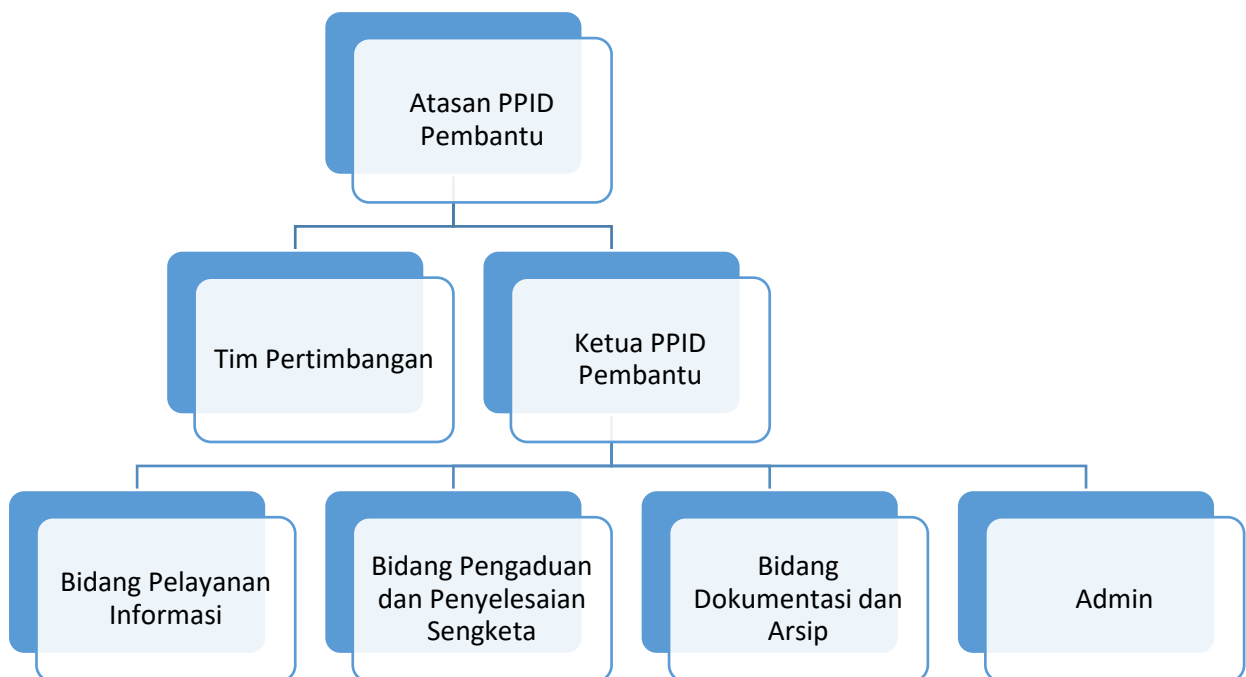 Atasan PPID
Pembantu
Tim Pertimbangan
Ketua PPID
Pembantu
Bidang Pelayanan
Informasi
Bidang Pengaduan
dan Penyelesaian
Sengketa
Bidang
Dokumentasi dan
Arsip
Admin